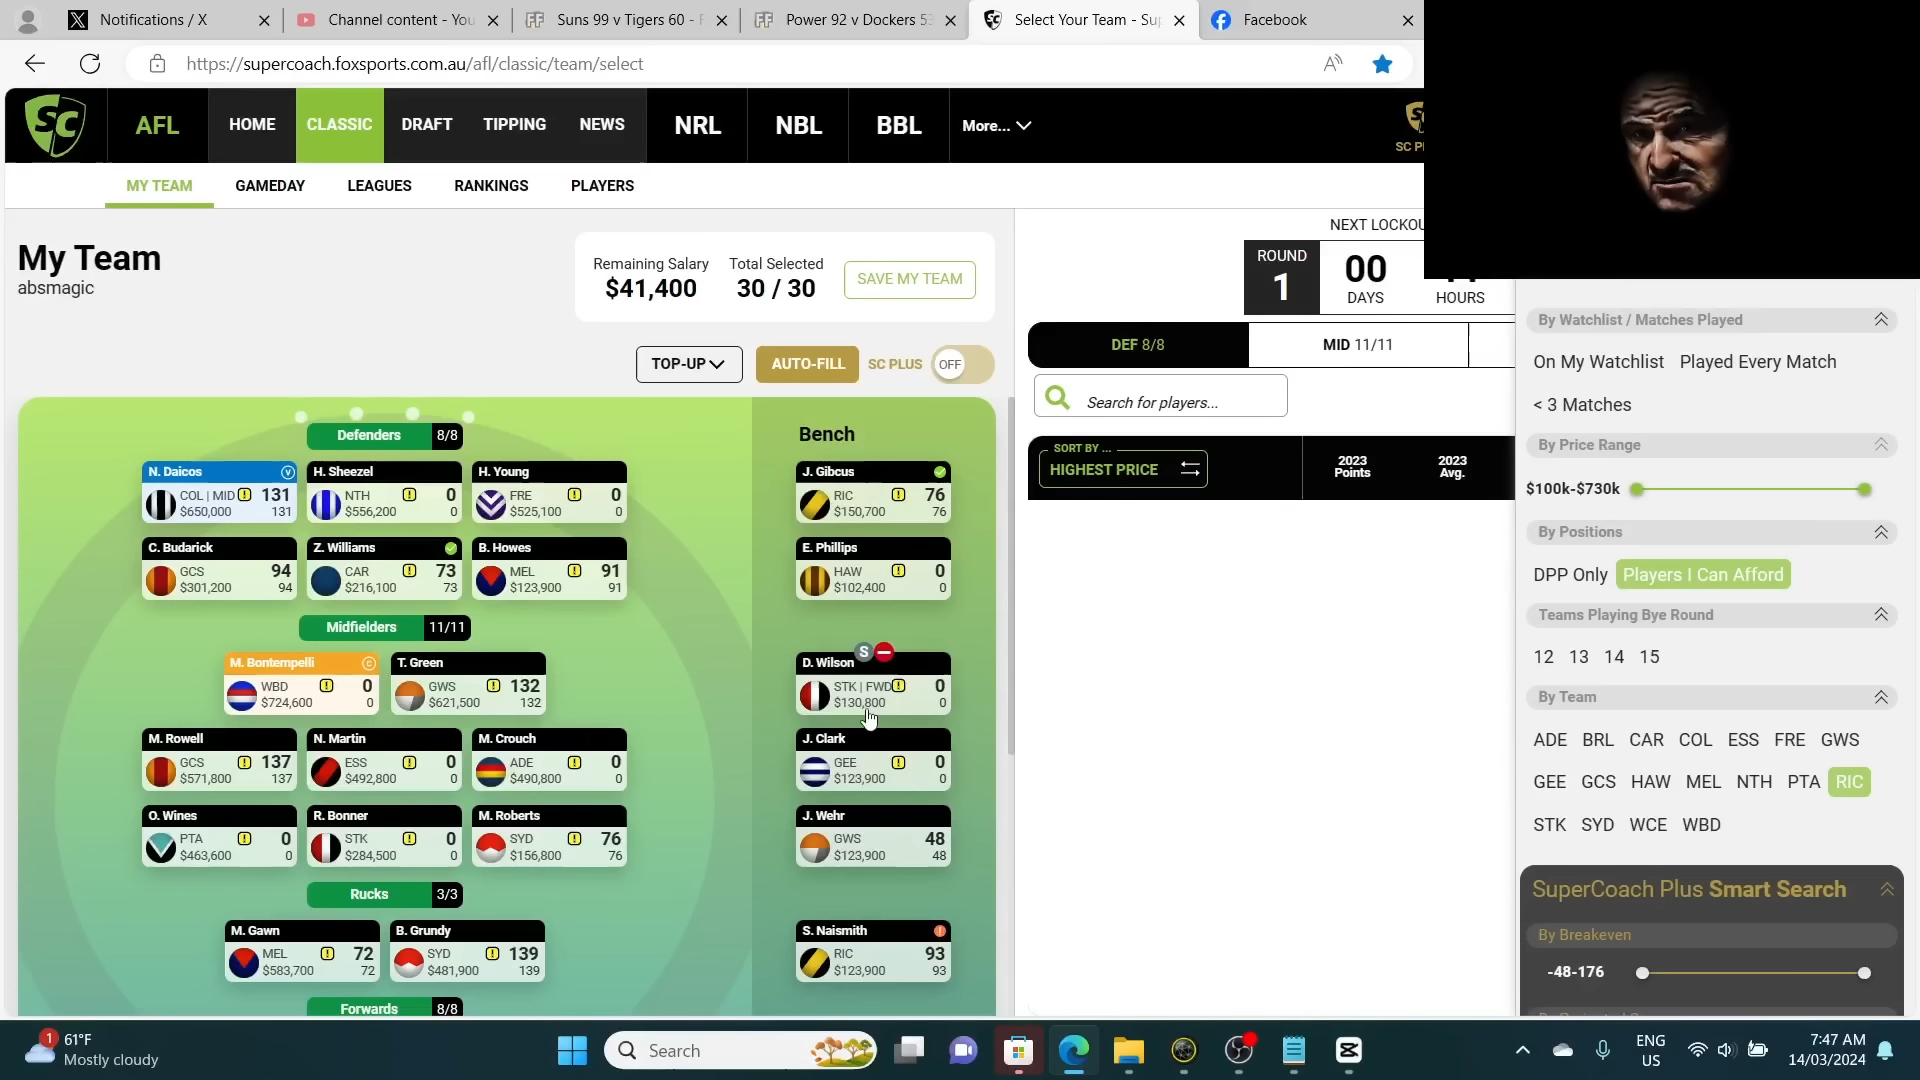 Notifications / X
Channel content - You
Suns 99 v Tigers 60 - F
Power 92 v Dockers 53
Select Your Team - Sup
Facebook
https://supercoach.foxsports.com.au/afl/classic/team/select
SC AFL HOME CLASSIC DRAFT TIPPING NEWS NRL NBL BBL More...
SC PL
MY TEAM GAMEDAY LEAGUES RANKINGS PLAYERS
My Team
absmagic
Remaining Salary
$41,400
Total Selected
30 / 30
SAVE MY TEAM
TOP-UP
AUTO-FILL
SC PLUS OFF
Defenders 8/8
Bench
N. Daicos V
COL | MID 131
$650,000 131
H. Sheezel
NTH 0
$556,200 0
H. Young
FRE 0
$525,100 0
J. Gibcus
RIC 76
$150,700 76
C. Budarick
GCS 94
$301,200 94
Z. Williams
CAR 73
$216,100 73
B. Howes
MEL 91
$123,900 91
E. Phillips
HAW 0
$102,400 0
Midfielders 11/11
M. Bontempelli C
WBD 0
$724,600 0
T. Green
GWS 132
$621,500 132
S
D. Wilson
STK | FWD 0
$130,800 0
M. Rowell
GCS 137
$571,800 137
N. Martin
ESS 0
$492,800 0
M. Crouch
ADE 0
$490,800 0
J. Clark
GEE 0
$123,900 0
O. Wines
PTA 0
$463,600 0
R. Bonner
STK 0
$284,500 0
M. Roberts
SYD 76
$156,800 76
J. Wehr
GWS 48
$123,900 48
Rucks 3/3
M. Gawn
MEL 72
$583,700 72
B. Grundy
SYD 139
$481,900 139
S. Naismith
RIC 93
$123,900 93
Forwards 8/8
NEXT LOCKOU
ROUND
1
00
DAYS
HOURS
DEF 8/8
MID 11/11
Search for players...
SORT BY ...
HIGHEST PRICE
2023
Points
2023
Avg.
By Watchlist / Matches Played
On My Watchlist Played Every Match
< 3 Matches
By Price Range
$100k-$730k
By Positions
DPP Only Players I Can Afford
Teams Playing Bye Round
12 13 14 15
By Team
ADE BRL CAR COL ESS FRE GWS
GEE GCS HAW MEL NTH PTA RIC
STK SYD WCE WBD
SuperCoach Plus Smart Search
By Breakeven
-48-176
1
61°F
Mostly cloudy
Search
ENG
US
7:47 AM
14/03/2024